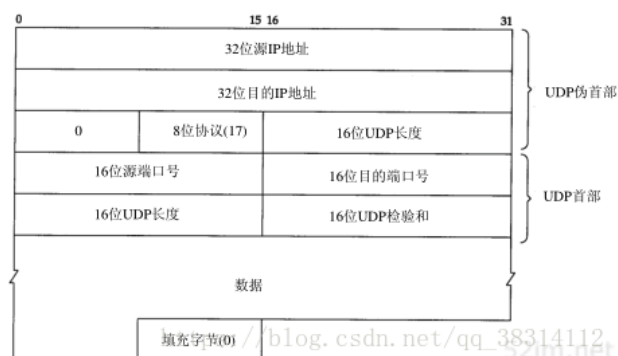 0 15 16 31
32位源IP地址
32位目的IP地址
UDP伪首部
0 8位协议(17) 16位UDP长度
16位源端口号 16位目的端口号
UDP首部
16位UDP长度 16位UDP检验和
数据
填充字节(0)
https://blog.csdn.net/qq_38314112
52im.net